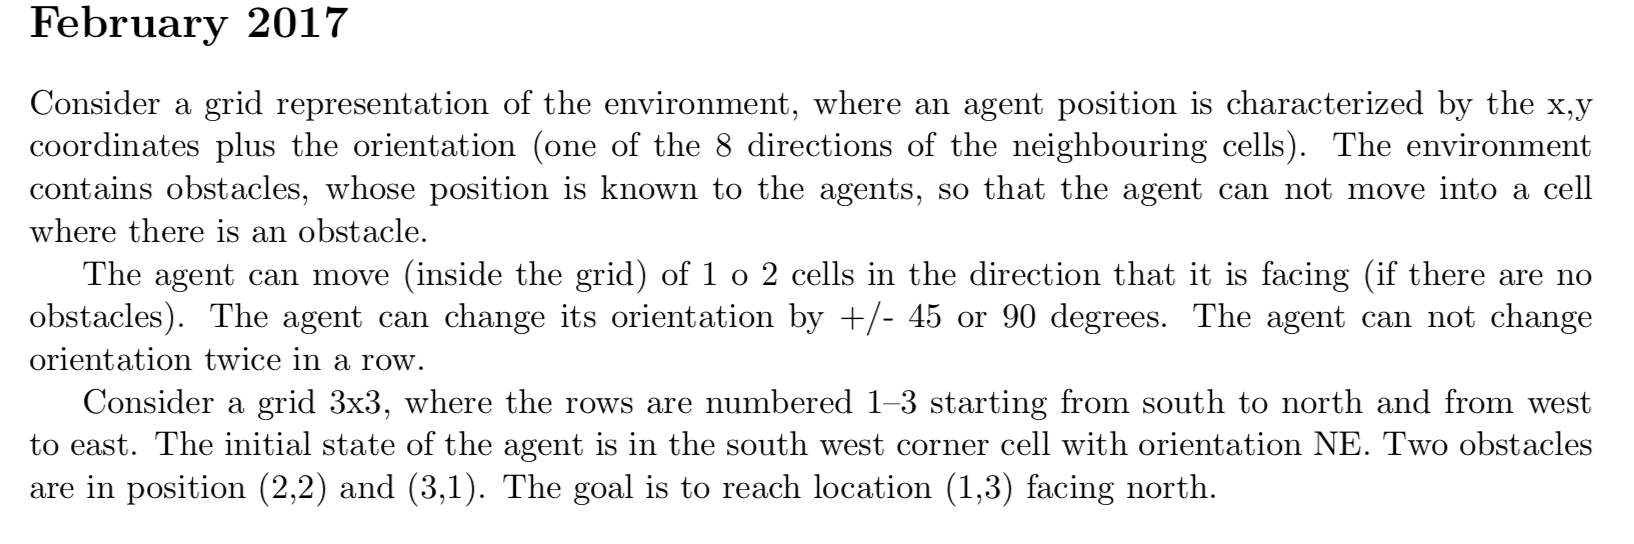 February 2017
Consider a grid representation of the environment, where an agent position is characterized by the x,y
coordinates plus the orientation (one of the 8 directions of the neighbouring cells). The environment
contains obstacles, whose position is known to the agents, so that the agent can not move into a cell
where there is an obstacle.
The agent can move (inside the grid) of 1 o 2 cells in the direction that it is facing (if there are no
obstacles). The agent can change its orientation by +/- 45 or 90 degrees. The agent can not change
orientation twice in a row.
Consider a grid 3x3, where the rows are numbered 1–3 starting from south to north and from west
to east. The initial state of the agent is in the south west corner cell with orientation NE. Two obstacles
are in position (2,2) and (3,1). The goal is to reach location (1,3) facing north.